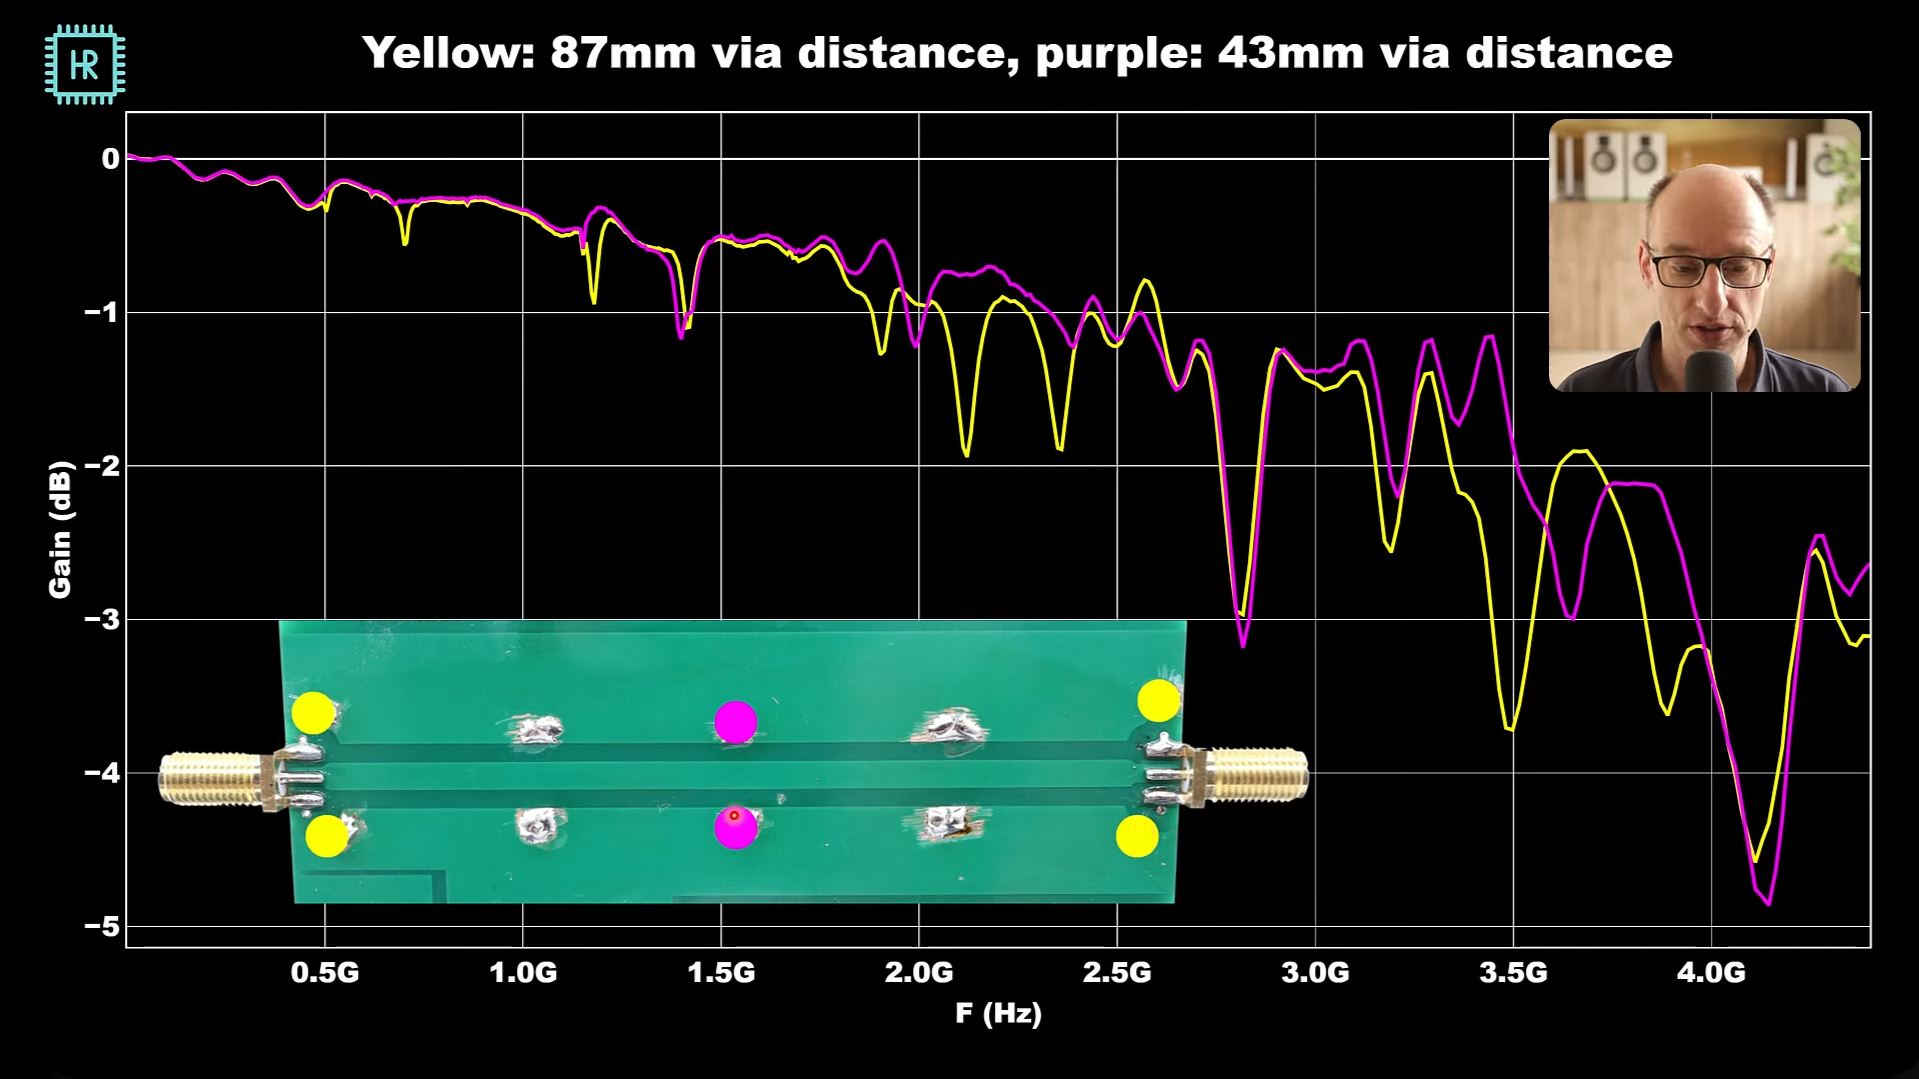 HR
Yellow: 87mm via distance, purple: 43mm via distance
0
−1
−2
−3
−4
−5
Gain (dB)
0.5G 1.0G 1.5G 2.0G 2.5G 3.0G 3.5G 4.0G
F (Hz)